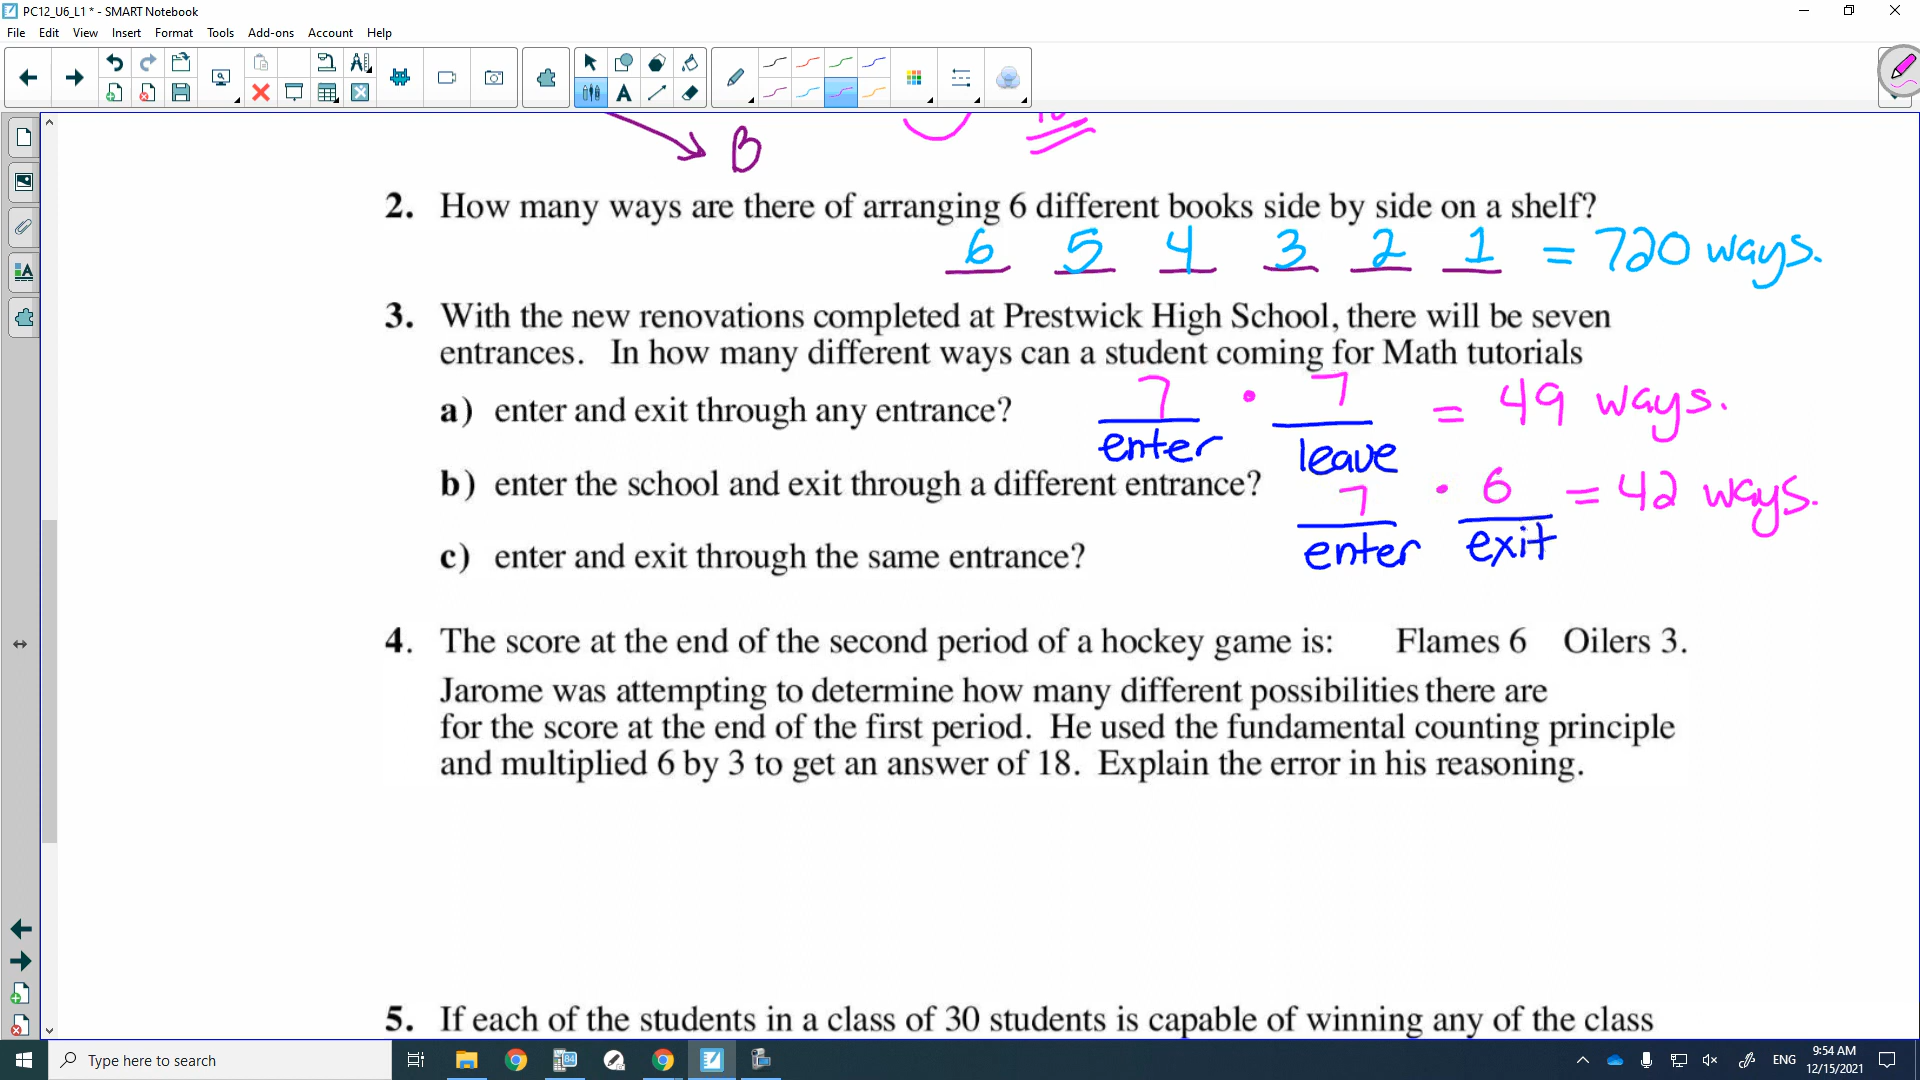 PC12_U6_L1 * - SMART Notebook
File Edit View Insert Format Tools Add-ons Account Help
B
2. How many ways are there of arranging 6 different books side by side on a shelf?
6 5 4 3 2 1 = 720 ways.
3. With the new renovations completed at Prestwick High School, there will be seven
entrances. In how many different ways can a student coming for Math tutorials
a) enter and exit through any entrance?
7 • 7 = 49 ways.
enter leave
b) enter the school and exit through a different entrance?
7 • 6 = 42 ways.
enter exit
c) enter and exit through the same entrance?
4. The score at the end of the second period of a hockey game is: Flames 6 Oilers 3.
Jarome was attempting to determine how many different possibilities there are
for the score at the end of the first period. He used the fundamental counting principle
and multiplied 6 by 3 to get an answer of 18. Explain the error in his reasoning.
5. If each of the students in a class of 30 students is capable of winning any of the class
Type here to search
84
ENG
9:54 AM
12/15/2021